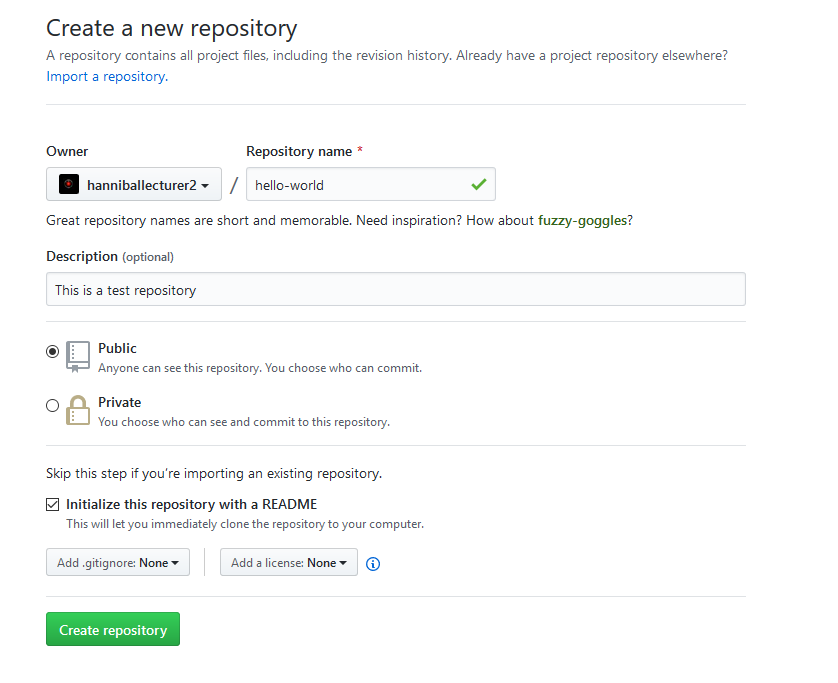 Create a new repository
A repository contains all project files, including the revision history. Already have a project repository elsewhere?
Import a repository.
Owner
Repository name *
hanniballecturer2 / hello-world
Great repository names are short and memorable. Need inspiration? How about fuzzy-goggles?
Description (optional)
This is a test repository
Public
Anyone can see this repository. You choose who can commit.
Private
You choose who can see and commit to this repository.
Skip this step if you’re importing an existing repository.
Initialize this repository with a README
This will let you immediately clone the repository to your computer.
Add .gitignore: None
Add a license: None
Create repository